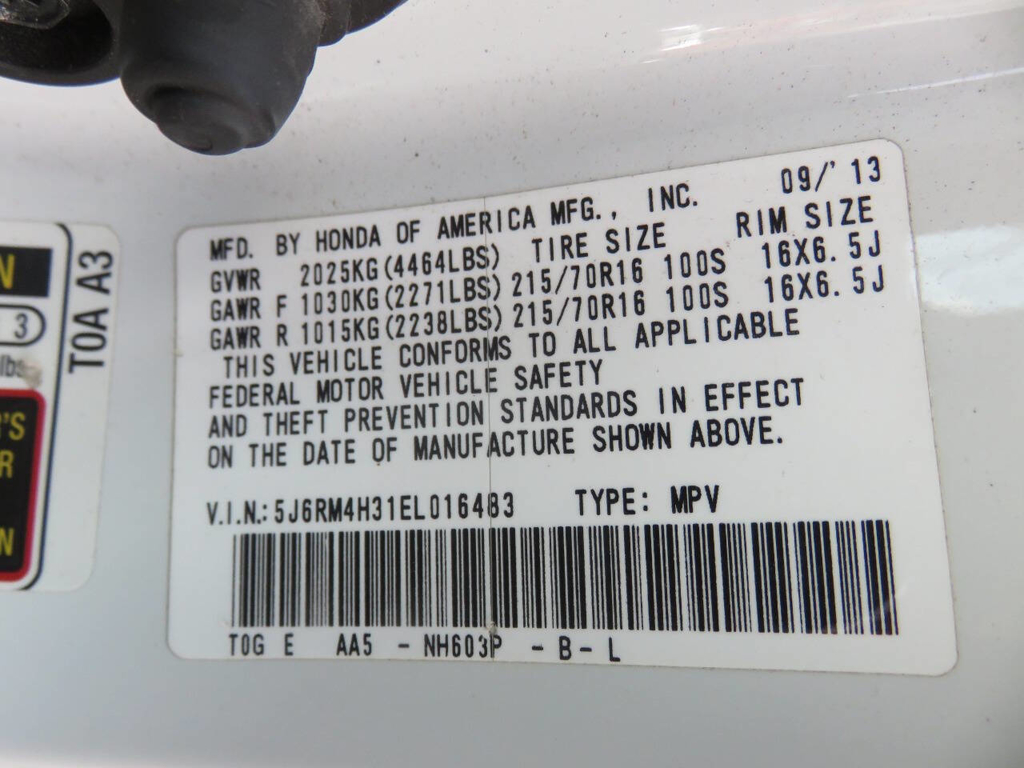 MFD. BY HONDA OF AMERICA MFG., INC. 09/'13
GVWR 2025KG(4464LBS) TIRE SIZE RIM SIZE
GAWR F 1030KG(2271LBS) 215/70R16 100S 16X6.5J
GAWR R 1015KG(2238LBS) 215/70R16 100S 16X6.5J
THIS VEHICLE CONFORMS TO ALL APPLICABLE
FEDERAL MOTOR VEHICLE SAFETY
AND THEFT PREVENTION STANDARDS IN EFFECT
ON THE DATE OF MANUFACTURE SHOWN ABOVE.
V.I.N.: 5J6RM4H31EL016483 TYPE: MPV
T0G E AA5 - NH603P - B - L
T0A A3
N
3
lbs
R'S
R
N